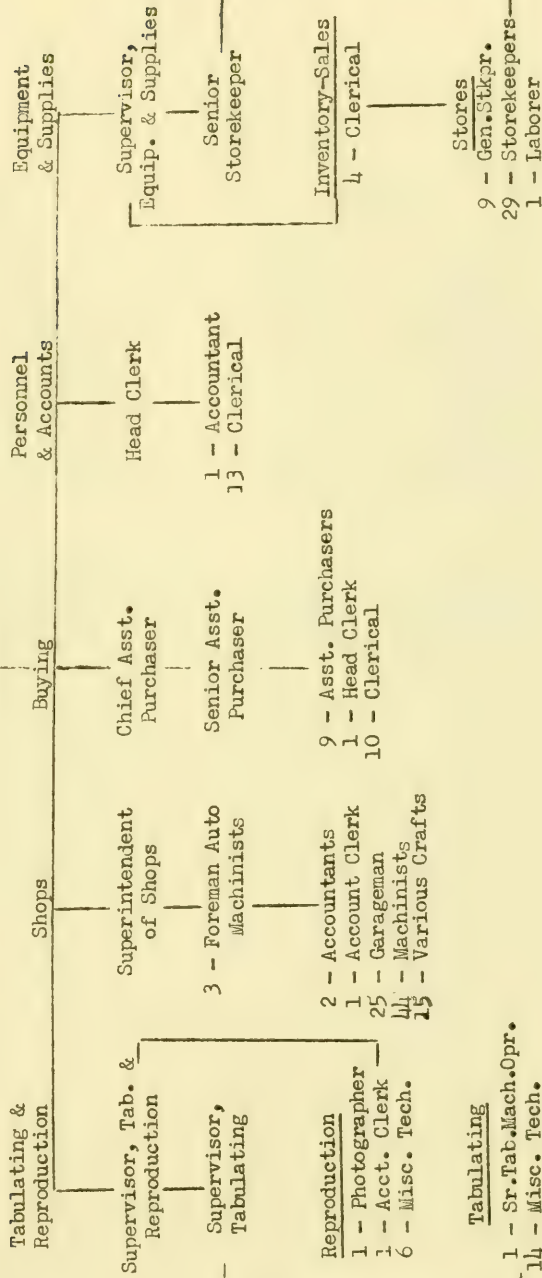 Tabulating &
Reproduction
Supervisor, Tab. &
Reproduction
Supervisor,
Tabulating
Reproduction
1 - Photographer
1 - Acct. Clerk
6 - Misc. Tech.
Tabulating
1 - Sr.Tab.Mach.Opr.
14 - Misc. Tech.
Shops
Superintendent
of Shops
3 - Foreman Auto
Machinists
2 - Accountants
1 - Account Clerk
25 - Garageman
44 - Machinists
15 - Various Crafts
Buying
Chief Asst.
Purchaser
Senior Asst.
Purchaser
9 - Asst. Purchasers
1 - Head Clerk
10 - Clerical
Personnel
& Accounts
Head Clerk
1 - Accountant
13 - Clerical
Equipment
& Supplies
Supervisor,
Equip. & Supplies
Senior
Storekeeper
Inventory-Sales
4 - Clerical
Stores
9 - Gen.Stkpr.
29 - Storekeepers
1 - Laborer